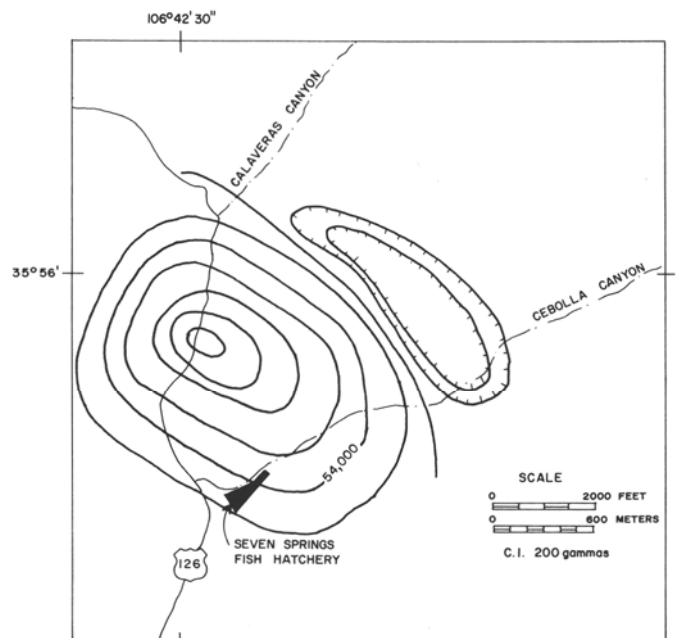 106°42'30"
CALAVERAS CANYON
35°56'
CEBOLLA CANYON
54,000
SCALE
0 2000 FEET
0 600 METERS
C.I. 200 gammas
SEVEN SPRINGS
FISH HATCHERY
126